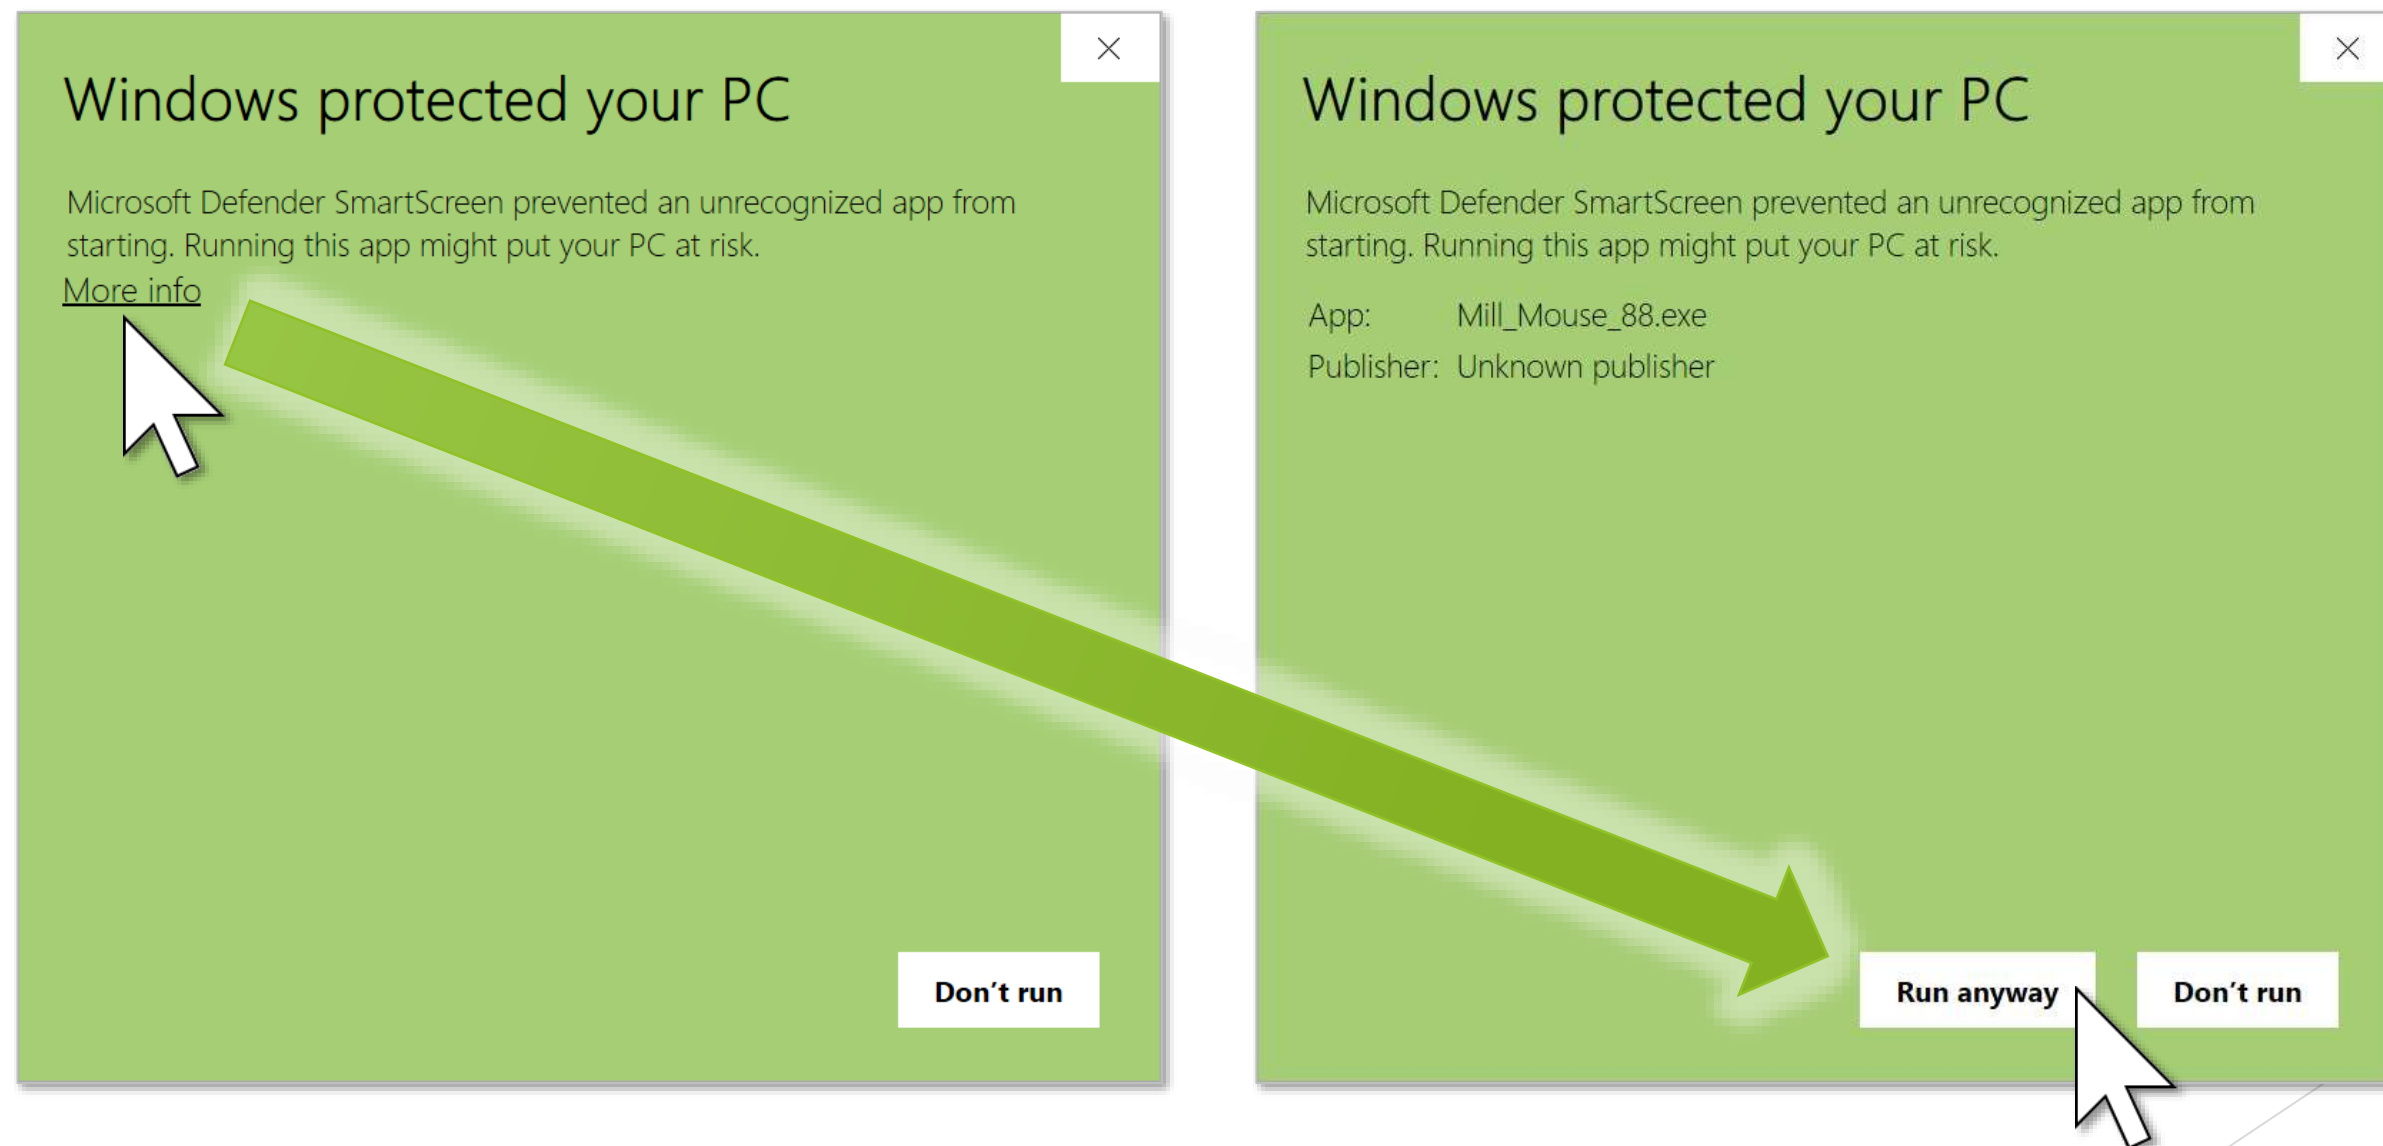 Windows protected your PC
Microsoft Defender SmartScreen prevented an unrecognized app from
starting. Running this app might put your PC at risk.
More info
Don't run
Windows protected your PC
Microsoft Defender SmartScreen prevented an unrecognized app from
starting. Running this app might put your PC at risk.
App: Mill_Mouse_88.exe
Publisher: Unknown publisher
Run anyway Don't run